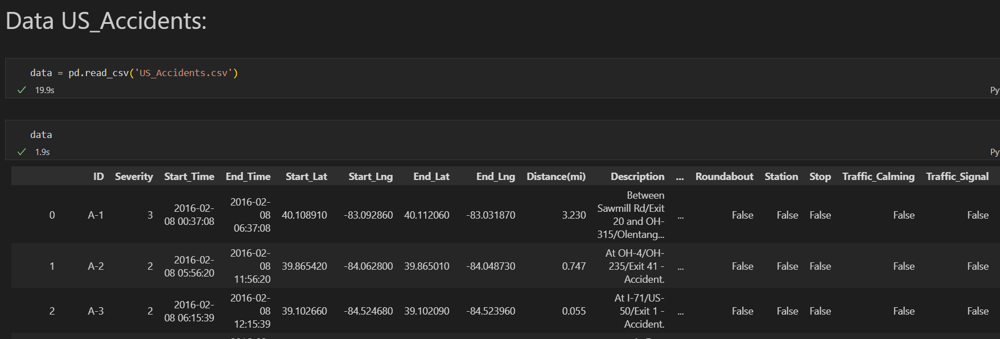 Data US_Accidents:
data = pd.read_csv('US_Accidents.csv')
✓ 19.9s
Py
data
✓ 1.9s
Py
ID Severity Start_Time End_Time Start_Lat Start_Lng End_Lat End_Lng Distance(mi) Description ... Roundabout Station Stop Traffic_Calming Traffic_Signal
0 A-1 3 2016-02-08 00:37:08 2016-02-08 06:37:08 40.108910 -83.092860 40.112060 -83.031870 3.230 Between Sawmill Rd/Exit 20 and OH-315/Olentang... ... False False False False False
1 A-2 2 2016-02-08 05:56:20 2016-02-08 11:56:20 39.865420 -84.062800 39.865010 -84.048730 0.747 At OH-4/OH-235/Exit 41 - Accident. ... False False False False False
2 A-3 2 2016-02-08 06:15:39 2016-02-08 12:15:39 39.102660 -84.524680 39.102090 -84.523960 0.055 At I-71/US-50/Exit 1 - Accident. ... False False False False False